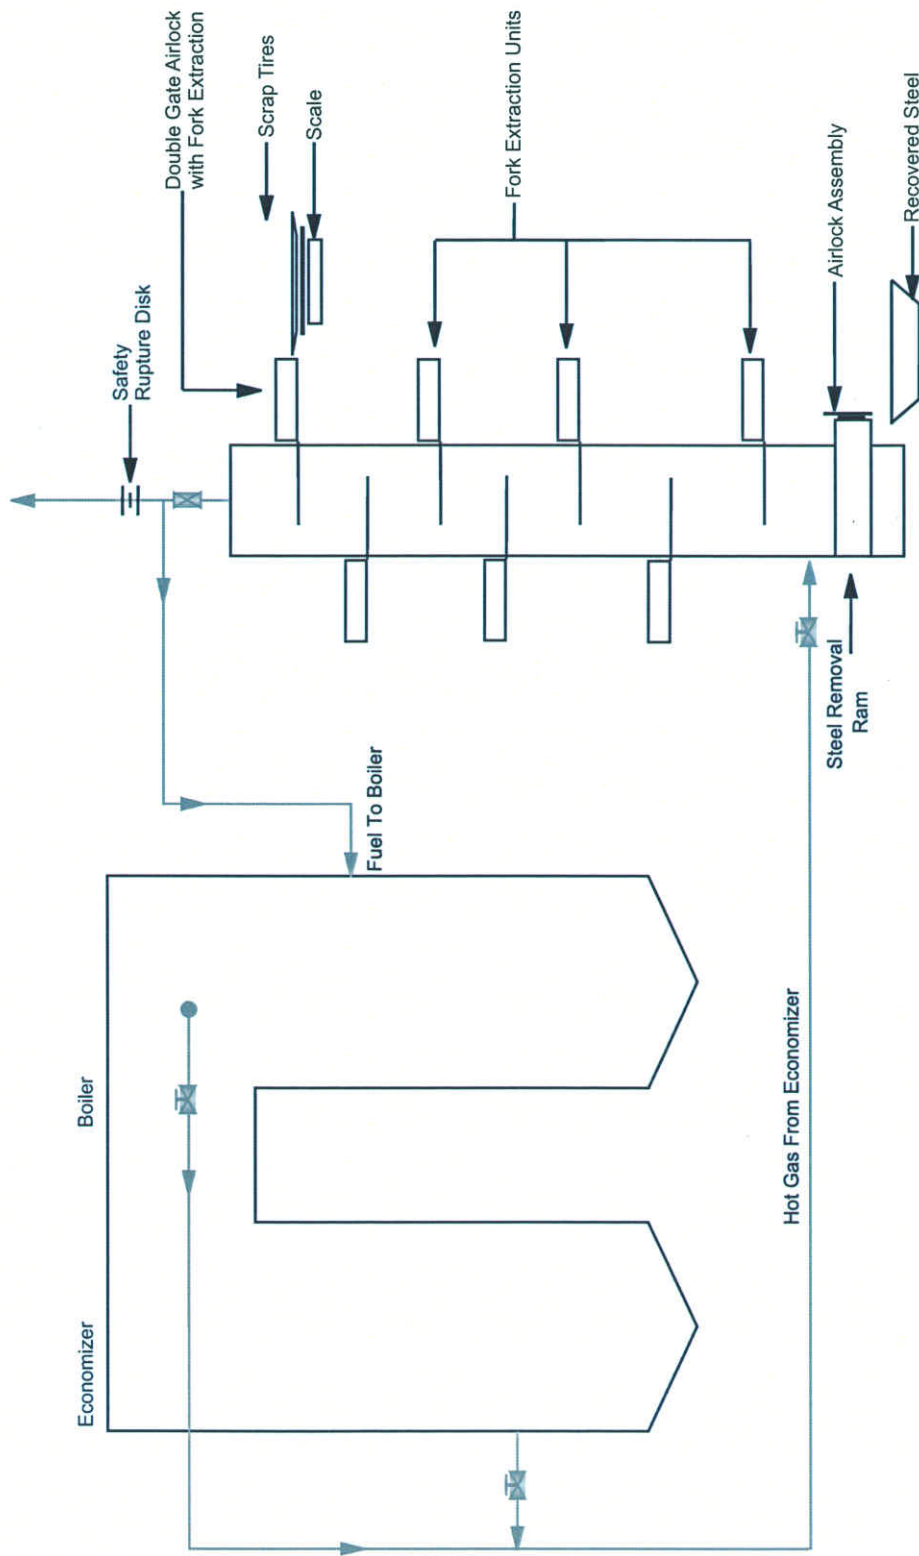 Economizer
Boiler
Fuel To Boiler
Hot Gas From Economizer
Safety
Rupture Disk
Double Gate Airlock
with Fork Extraction
Scrap Tires
Scale
Fork Extraction Units
Airlock Assembly
Steel Removal
Ram
Recovered Steel